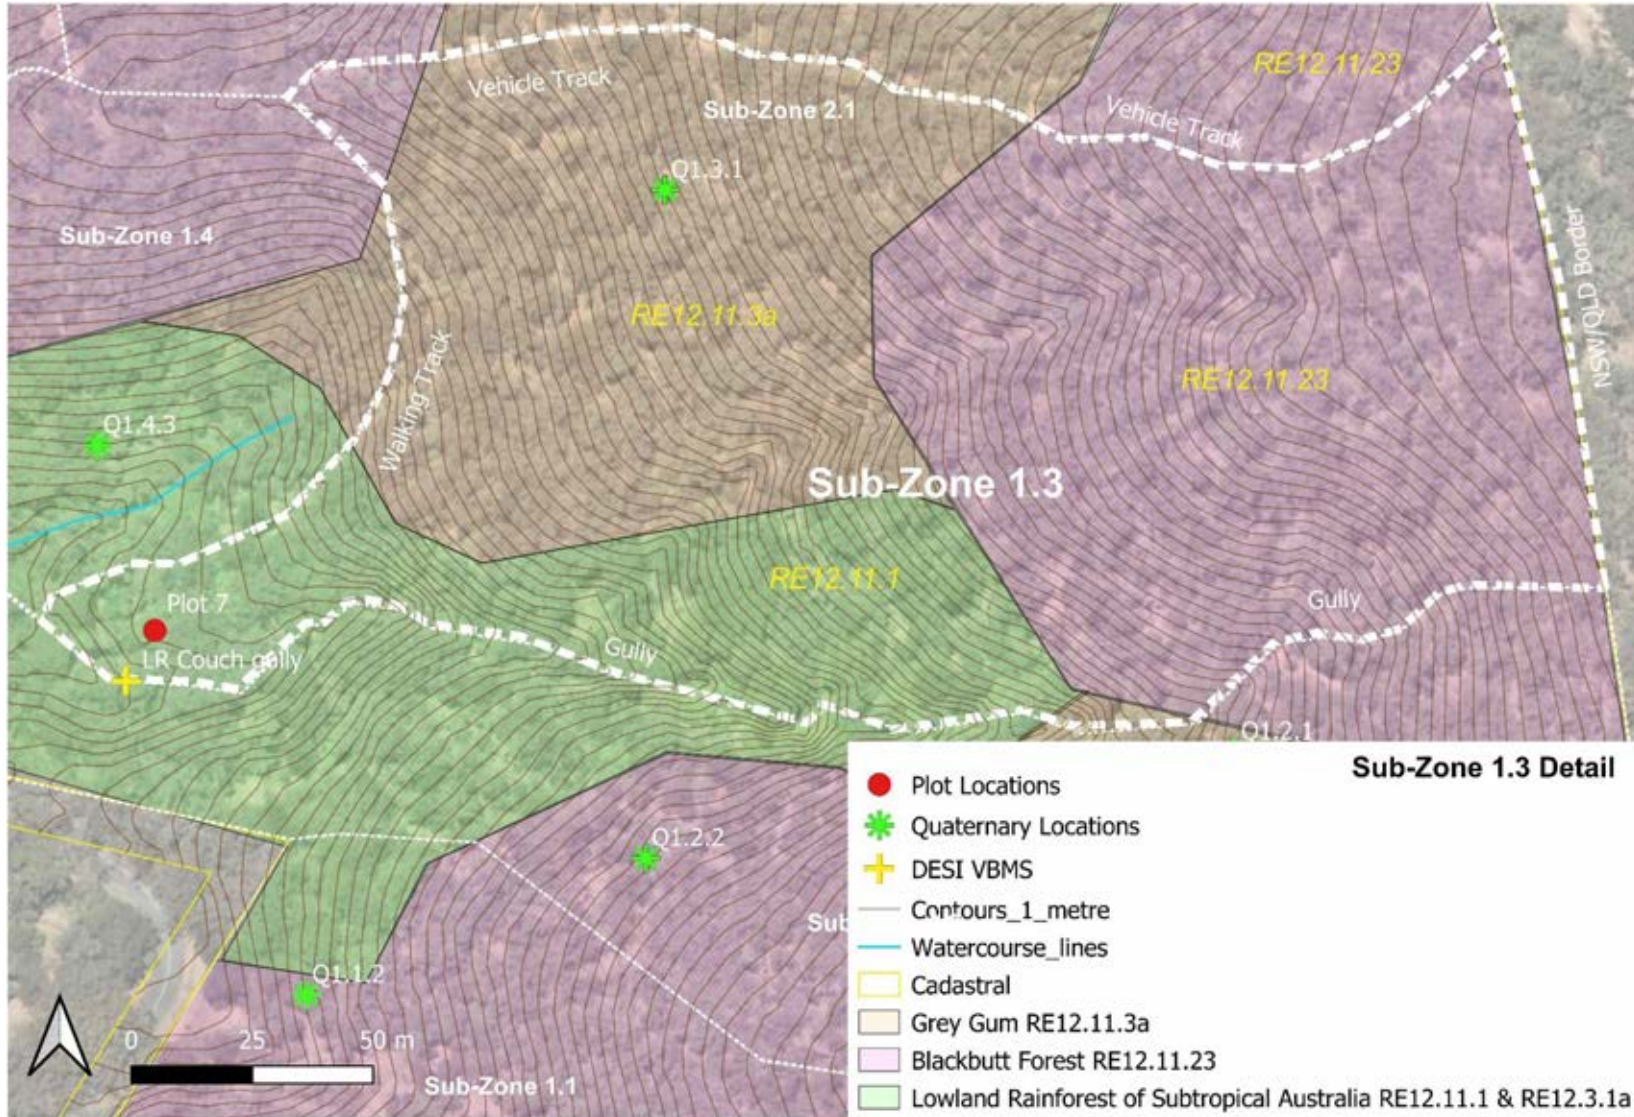 RE12.11.23
Vehicle Track
Sub-Zone 2.1
Vehicle Track
Q1.3.1
Sub-Zone 1.4
NSW/QLD Border
RE12.11.3a
RE12.11.23
Walking Track
Q1.4.3
Sub-Zone 1.3
RE12.11.1
Plot 7
Gully
Gully
LR Couch gully
Q1.2.1
Sub-Zone 1.3 Detail
Plot Locations
Quaternary Locations
DESI VBMS
Contours_1_metre
Watercourse_lines
Cadastral
Grey Gum RE12.11.3a
Blackbutt Forest RE12.11.23
Lowland Rainforest of Subtropical Australia RE12.11.1 & RE12.3.1a
Q1.2.2
Sub
Q1.1.2
0 25 50 m
Sub-Zone 1.1